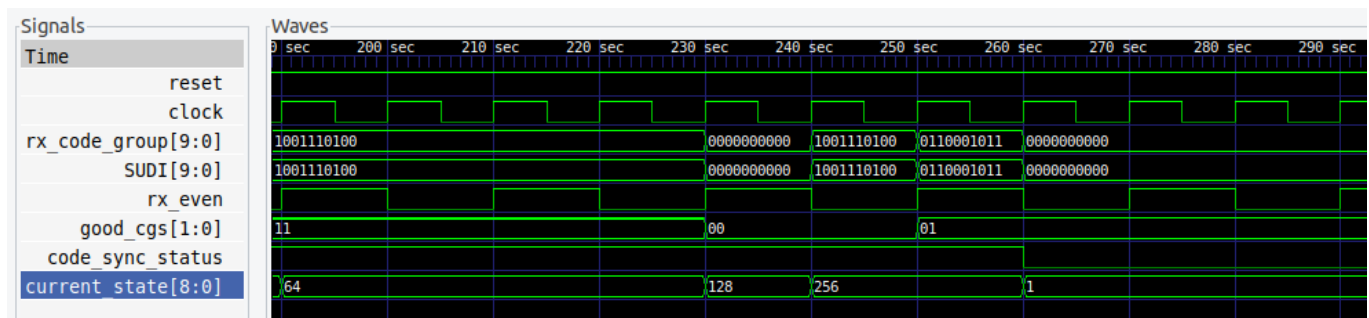 Signals
Waves
Time
sec 200 sec 210 sec 220 sec 230 sec 240 sec 250 sec 260 sec 270 sec 280 sec 290 sec
reset
clock
rx_code_group[9:0] 1001110100 0000000000 1001110100 0110001011 0000000000
SUDI[9:0] 1001110100 0000000000 1001110100 0110001011 0000000000
rx_even
good_cgs[1:0] 11 00 01
code_sync_status
current_state[8:0] 64 128 256 1